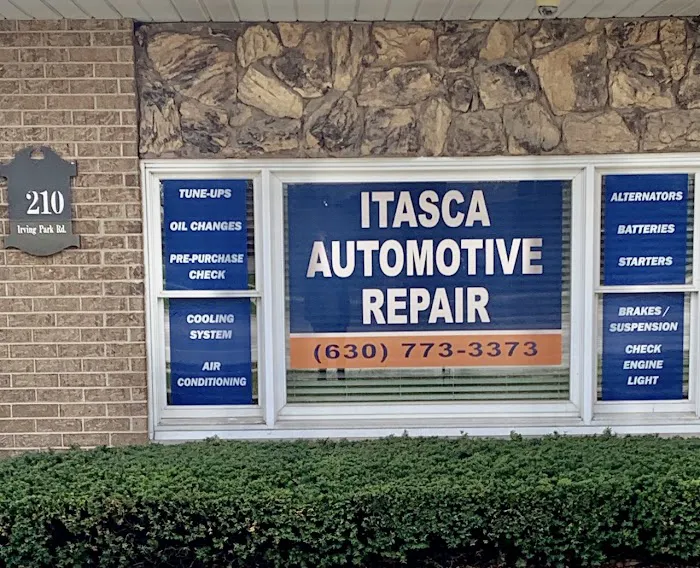 210
Irving Park Rd.
TUNE-UPS
OIL CHANGES
PRE-PURCHASE
CHECK
COOLING
SYSTEM
AIR
CONDITIONING
ITASCA
AUTOMOTIVE
REPAIR
(630) 773-3373
ALTERNATORS
BATTERIES
STARTERS
BRAKES /
SUSPENSION
CHECK
ENGINE
LIGHT